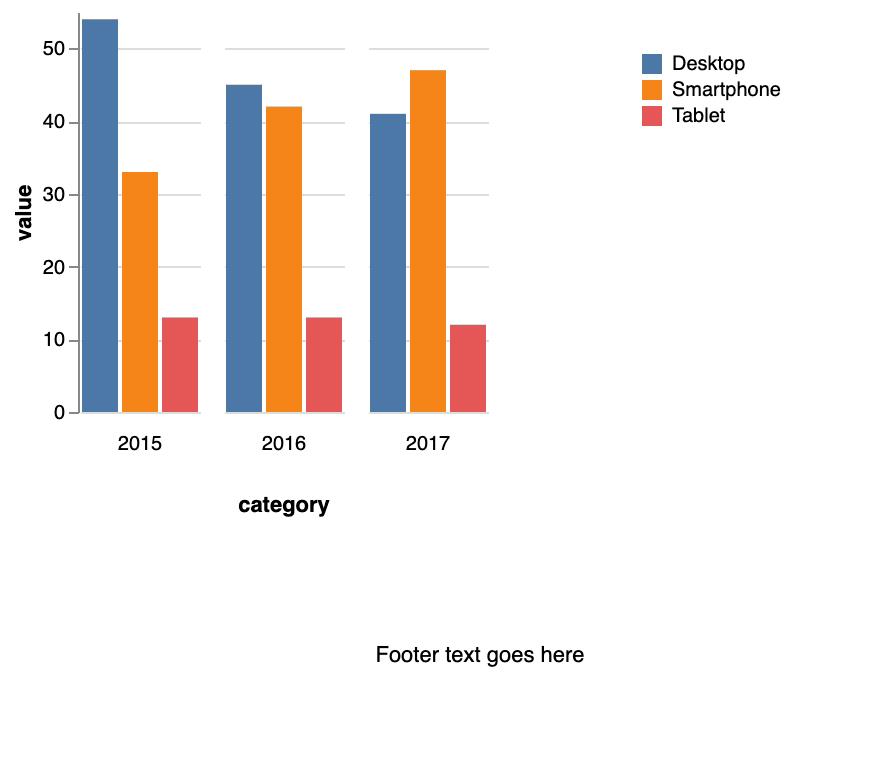 50
40
30
20
10
0
value
2015 2016 2017
category
Desktop
Smartphone
Tablet
Footer text goes here